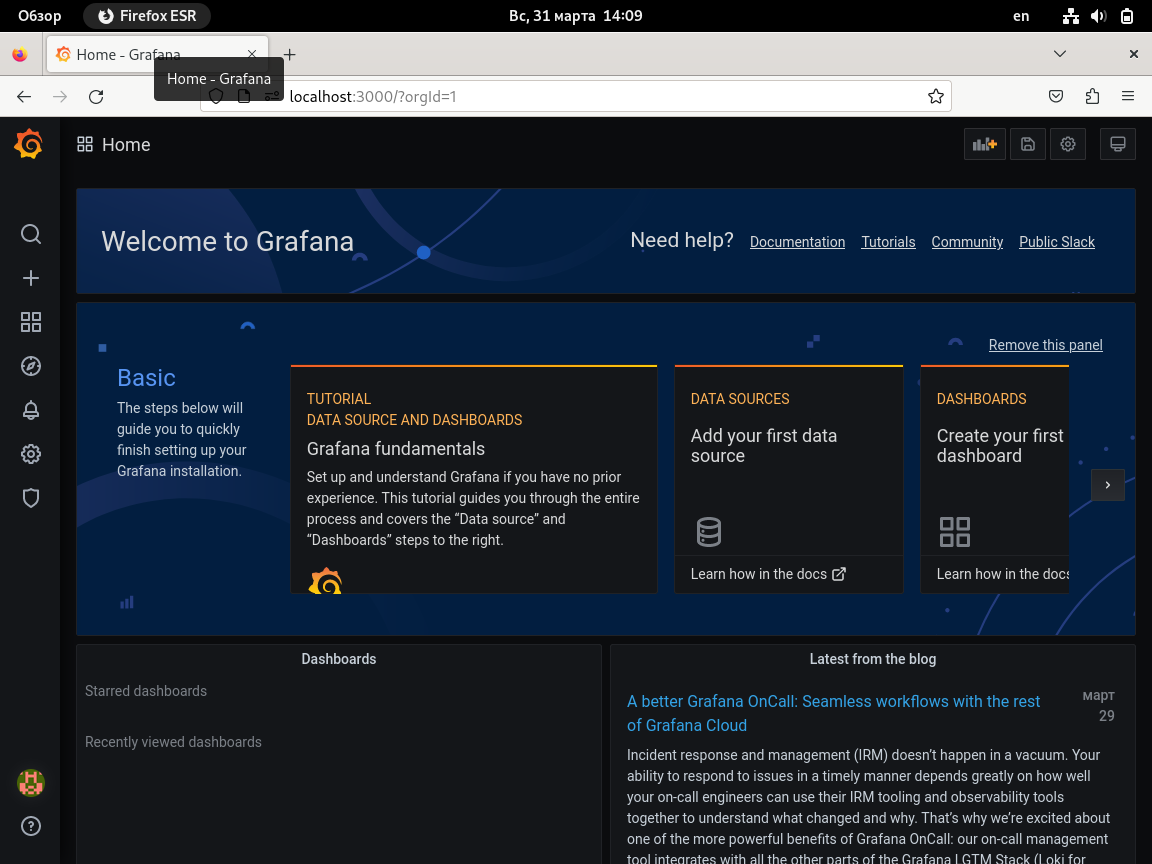 Обзор
Firefox ESR
Вс, 31 марта 14:09
en
Home - Grafana
Home - Grafana
localhost:3000/?orgId=1
Home
Welcome to Grafana
Need help?
Documentation
Tutorials
Community
Public Slack
Remove this panel
Basic
The steps below will
guide you to quickly
finish setting up your
Grafana installation.
TUTORIAL
DATA SOURCE AND DASHBOARDS
Grafana fundamentals
Set up and understand Grafana if you have no prior
experience. This tutorial guides you through the entire
process and covers the “Data source” and
“Dashboards” steps to the right.
DATA SOURCES
Add your first data
source
Learn how in the docs
DASHBOARDS
Create your first
dashboard
Learn how in the docs
Dashboards
Starred dashboards
Recently viewed dashboards
Latest from the blog
A better Grafana OnCall: Seamless workflows with the rest
of Grafana Cloud
март
29
Incident response and management (IRM) doesn’t happen in a vacuum. Your
ability to respond to issues in a timely manner depends greatly on how well
your on-call engineers can use their IRM tooling and observability tools
together to understand what changed and why. That’s why we’re excited about
one of the more powerful benefits of Grafana OnCall: our on-call management
tool integrates with all the other parts of the Grafana LGTM Stack (Loki for